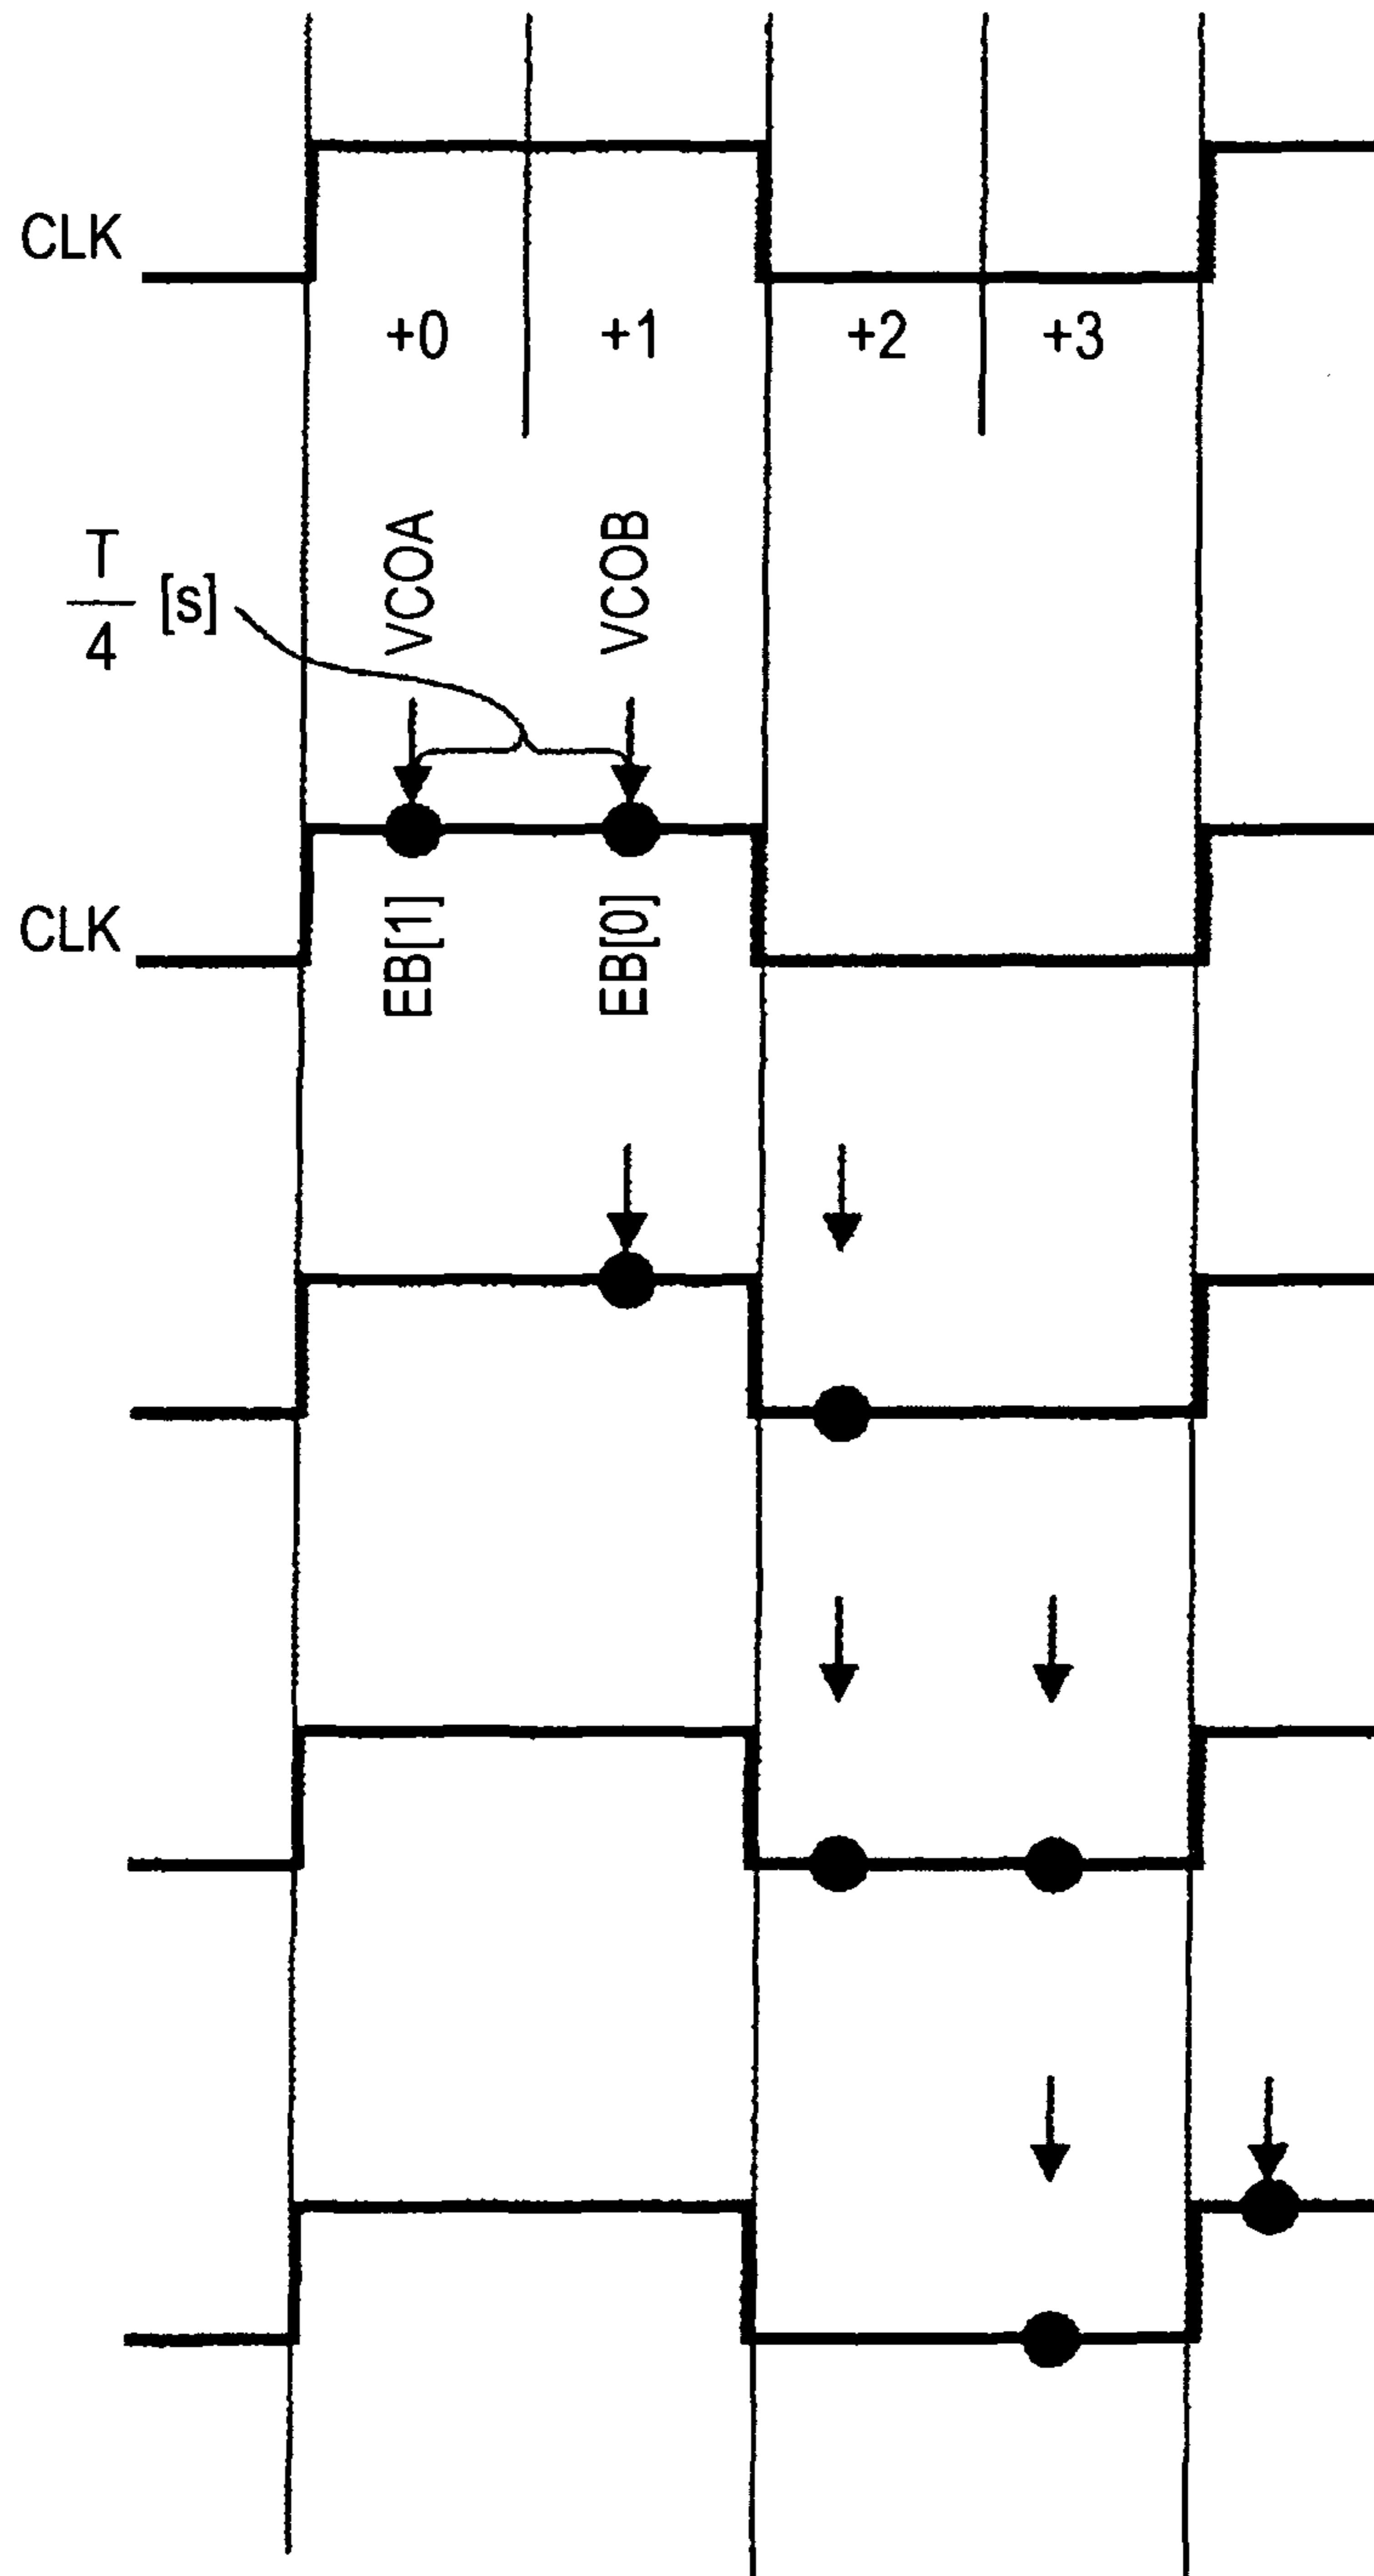 CLK
+0 +1 +2 +3
T
4
[s]
VCOA
VCOB
CLK
EB[1]
EB[0]